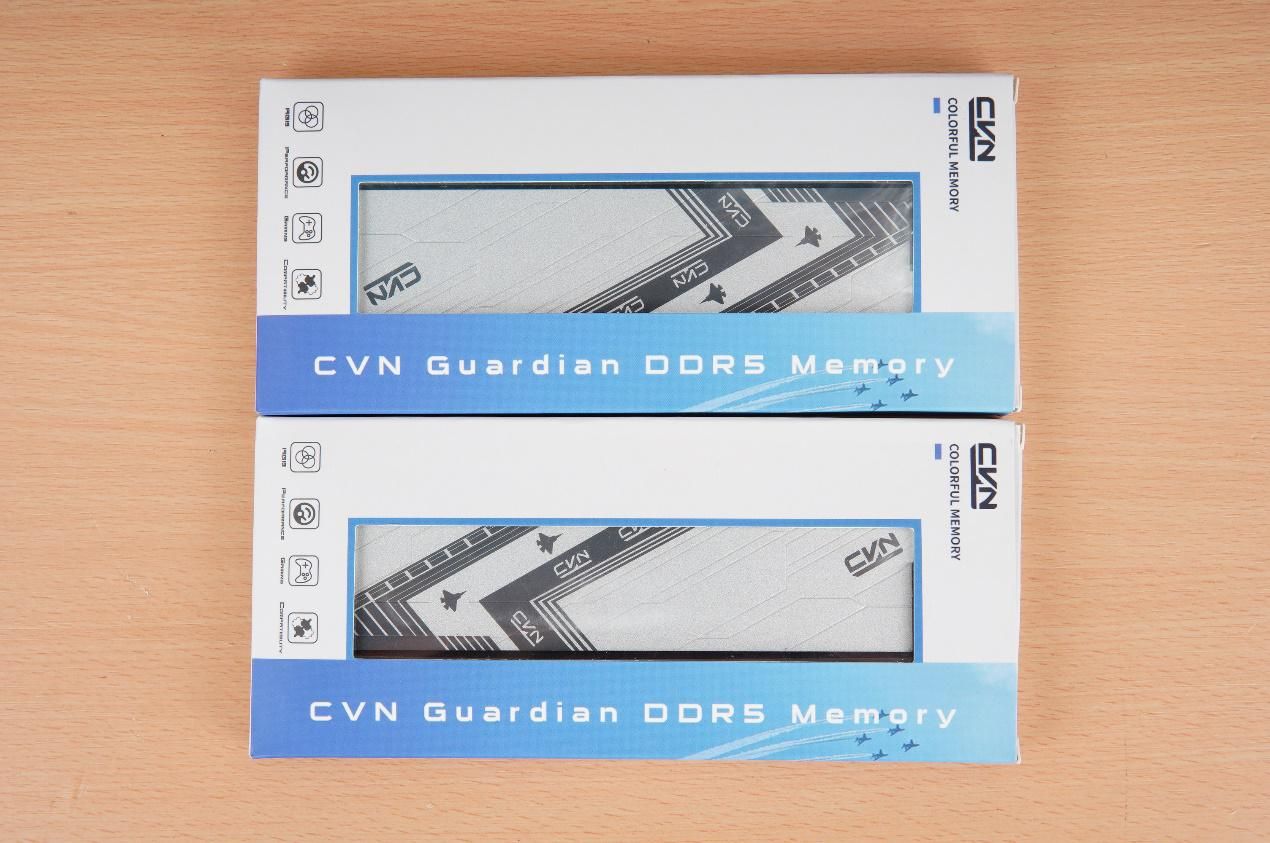 CVN
COLORFUL MEMORY
RGB
PERFORMANCE
GAMING
COMPATIBILITY
CVN
CVN
CVN
CVN
CVN Guardian DDR5 Memory
CVN
COLORFUL MEMORY
RGB
PERFORMANCE
GAMING
COMPATIBILITY
CVN
CVN
CVN
CVN
CVN Guardian DDR5 Memory